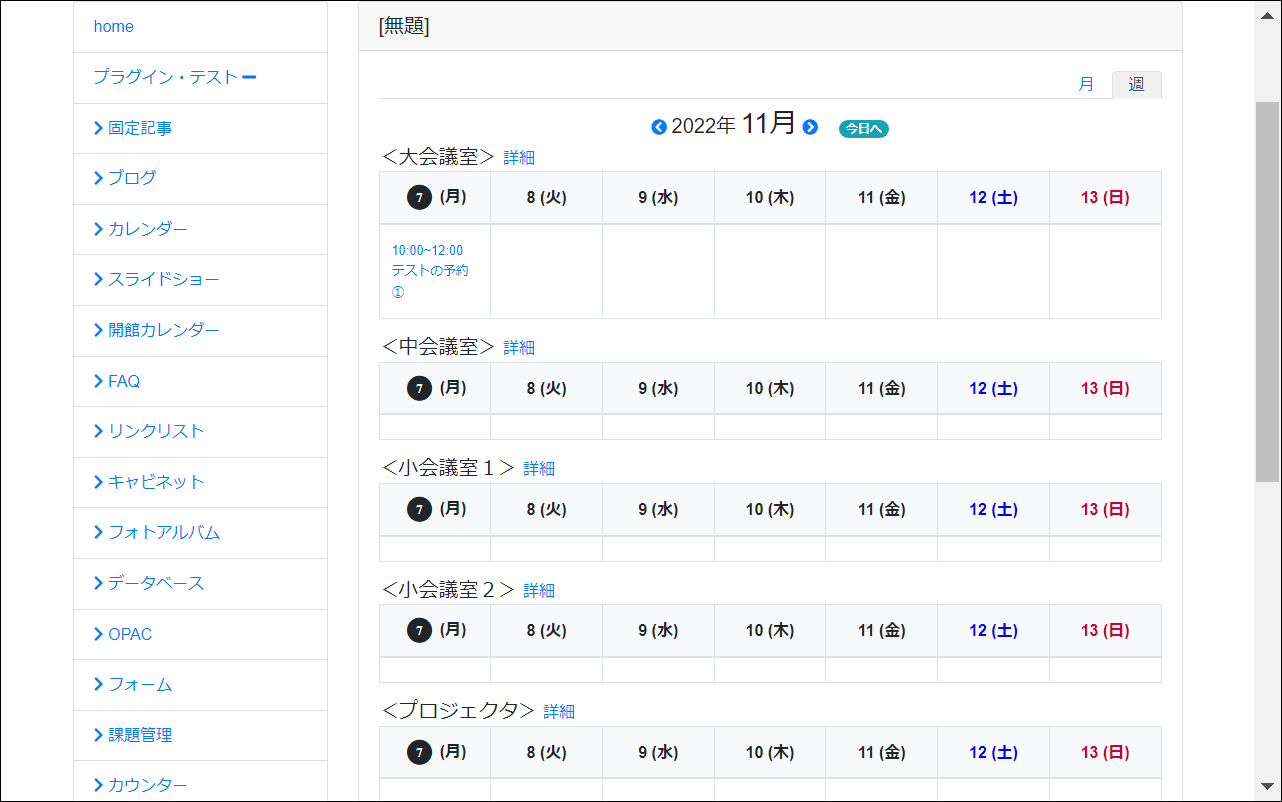 home
プラグイン・テスト
固定記事
ブログ
カレンダー
スライドショー
開館カレンダー
FAQ
リンクリスト
キャビネット
フォトアルバム
データベース
OPAC
フォーム
課題管理
カウンター
[無題]
月 週
2022年 11月 今日へ
＜大会議室＞ 詳細
7 (月) 8 (火) 9 (水) 10 (木) 11 (金) 12 (土) 13 (日)
10:00~12:00
テストの予約
①
＜中会議室＞ 詳細
7 (月) 8 (火) 9 (水) 10 (木) 11 (金) 12 (土) 13 (日)
＜小会議室１＞ 詳細
7 (月) 8 (火) 9 (水) 10 (木) 11 (金) 12 (土) 13 (日)
＜小会議室２＞ 詳細
7 (月) 8 (火) 9 (水) 10 (木) 11 (金) 12 (土) 13 (日)
＜プロジェクタ＞ 詳細
7 (月) 8 (火) 9 (水) 10 (木) 11 (金) 12 (土) 13 (日)